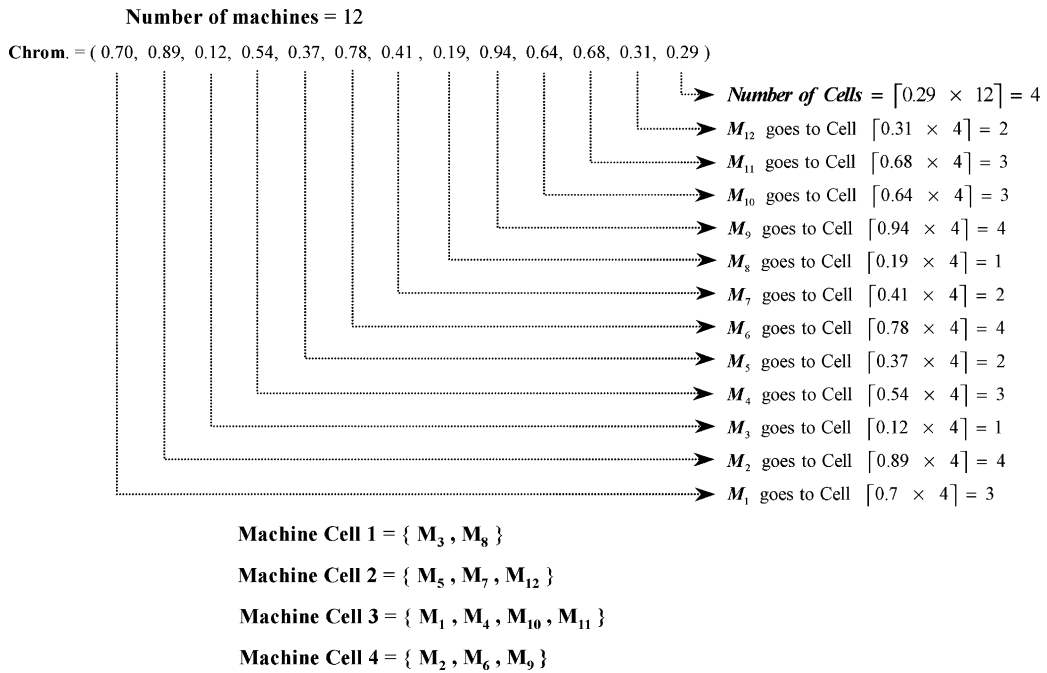 Number of machines = 12
Chrom. = ( 0.70, 0.89, 0.12, 0.54, 0.37, 0.78, 0.41 , 0.19, 0.94, 0.64, 0.68, 0.31, 0.29 )
Number of Cells = ⌈0.29 × 12⌉ = 4
M₁₂ goes to Cell ⌈0.31 × 4⌉ = 2
M₁₁ goes to Cell ⌈0.68 × 4⌉ = 3
M₁₀ goes to Cell ⌈0.64 × 4⌉ = 3
M₉ goes to Cell ⌈0.94 × 4⌉ = 4
M₈ goes to Cell ⌈0.19 × 4⌉ = 1
M₇ goes to Cell ⌈0.41 × 4⌉ = 2
M₆ goes to Cell ⌈0.78 × 4⌉ = 4
M₅ goes to Cell ⌈0.37 × 4⌉ = 2
M₄ goes to Cell ⌈0.54 × 4⌉ = 3
M₃ goes to Cell ⌈0.12 × 4⌉ = 1
M₂ goes to Cell ⌈0.89 × 4⌉ = 4
M₁ goes to Cell ⌈0.7 × 4⌉ = 3
Machine Cell 1 = { M₃ , M₈ }
Machine Cell 2 = { M₅ , M₇ , M₁₂ }
Machine Cell 3 = { M₁ , M₄ , M₁₀ , M₁₁ }
Machine Cell 4 = { M₂ , M₆ , M₉ }